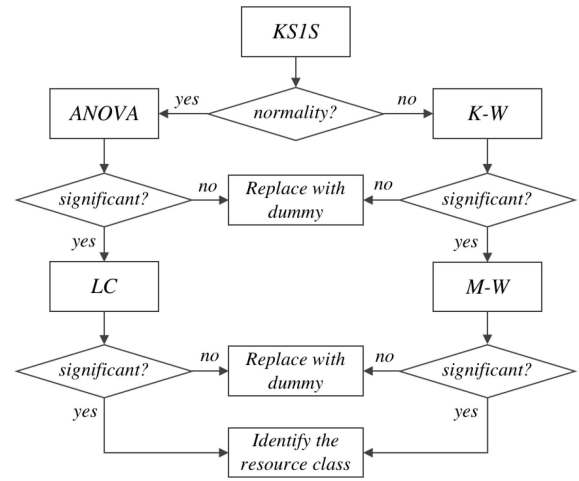 KS1S
yes
no
ANOVA
normality?
K-W
significant?
no
Replace with
dummy
no
significant?
yes
yes
LC
M-W
significant?
no
Replace with
dummy
no
significant?
yes
yes
Identify the
resource class